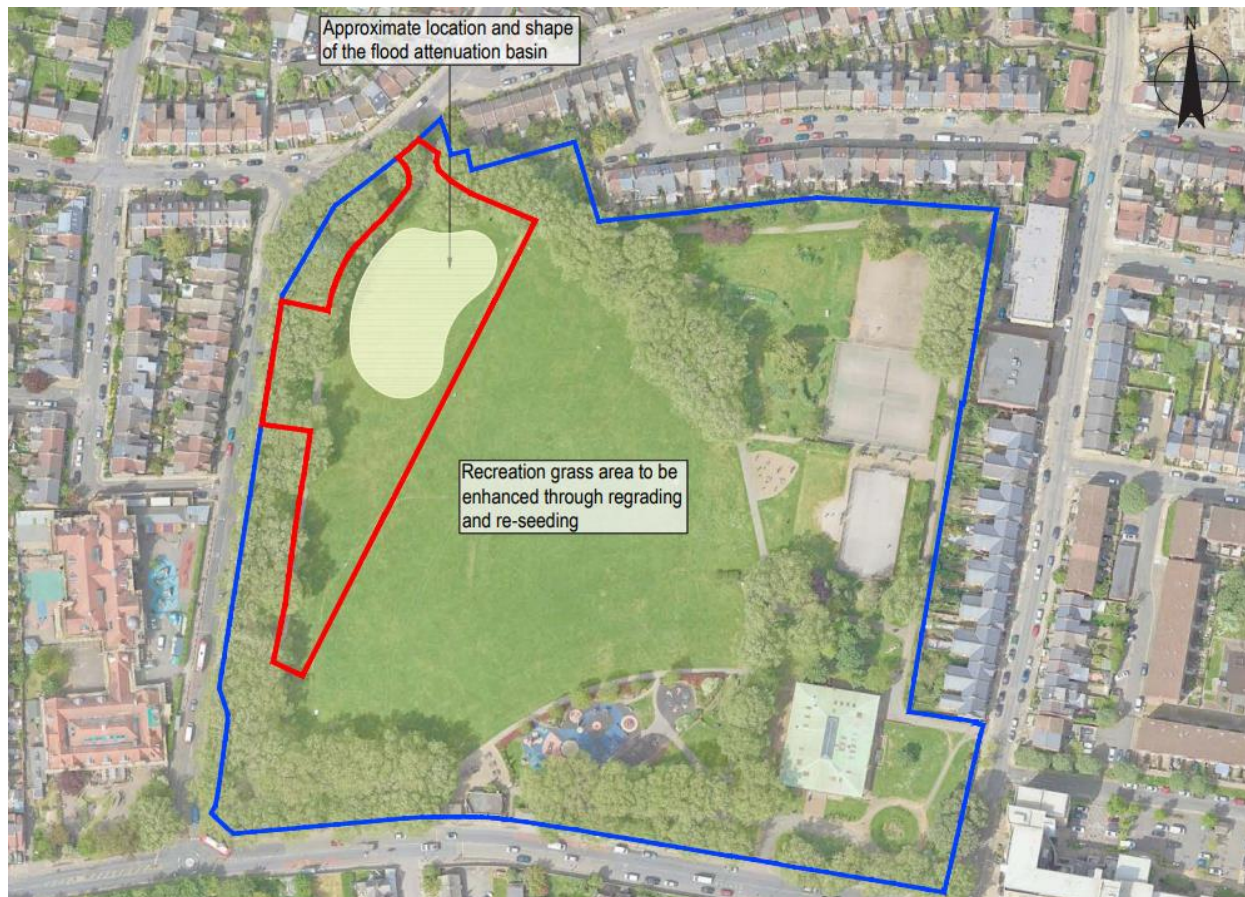 Approximate location and shape
of the flood attenuation basin
N
Recreation grass area to be
enhanced through regrading
and re-seeding